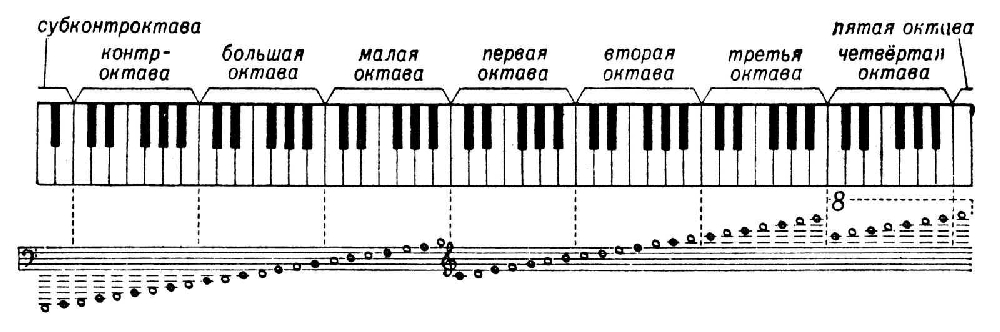 субконтроктава
пятая октава
контр-
октава
большая
октава
малая
октава
первая
октава
вторая
октава
третья
октава
четвёртая
октава
8